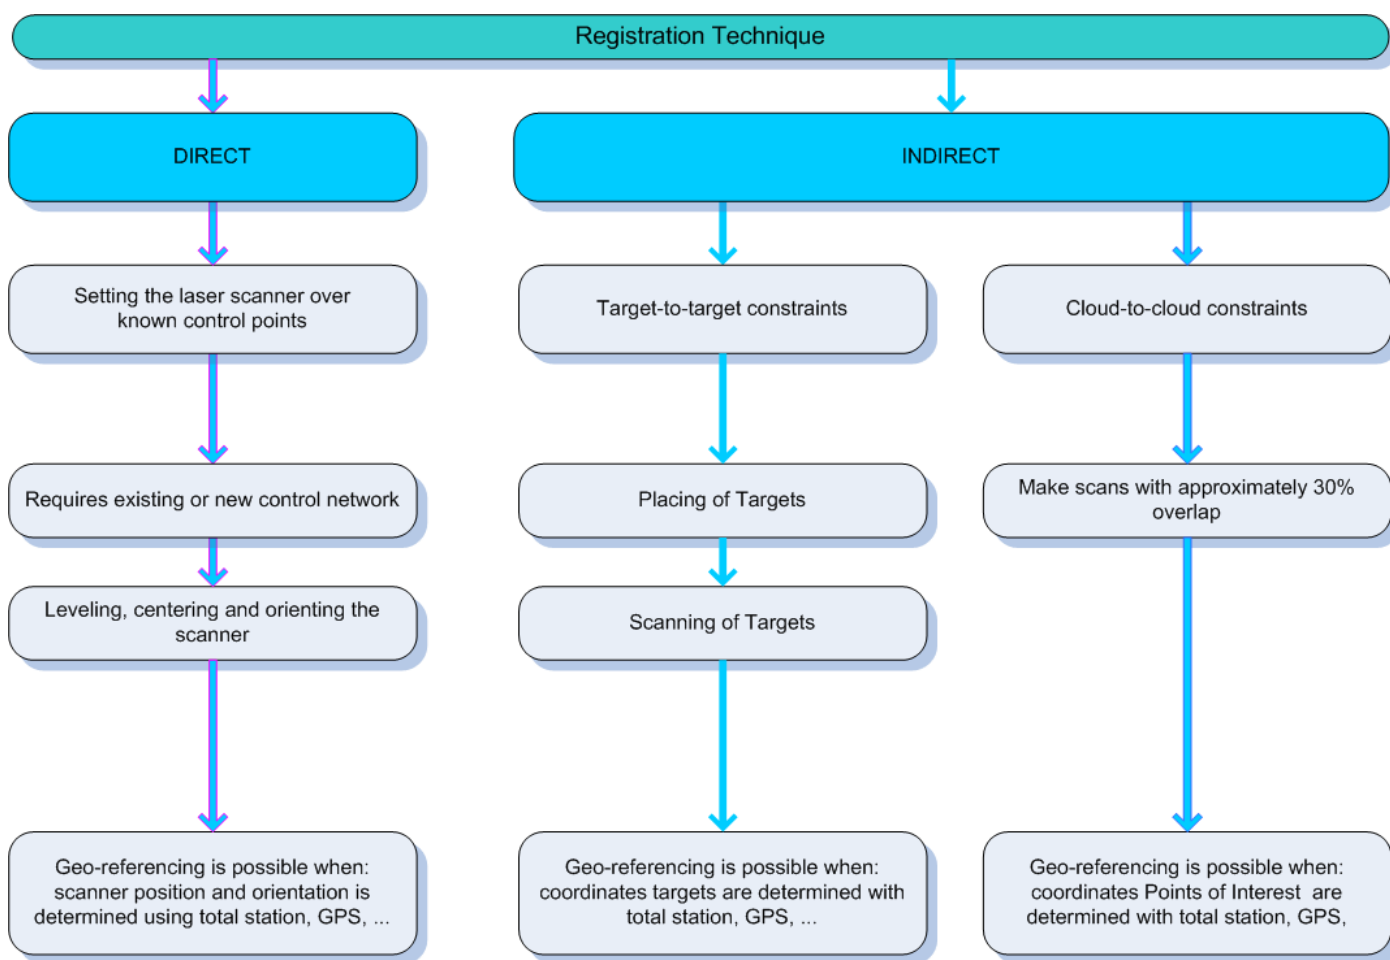 Registration Technique
DIRECT
INDIRECT
Setting the laser scanner over
known control points
Target-to-target constraints
Cloud-to-cloud constraints
Requires existing or new control network
Placing of Targets
Make scans with approximately 30%
overlap
Leveling, centering and orienting the
scanner
Scanning of Targets
Geo-referencing is possible when:
scanner position and orientation is
determined using total station, GPS, ...
Geo-referencing is possible when:
coordinates targets are determined with
total station, GPS, ...
Geo-referencing is possible when:
coordinates Points of Interest  are
determined with total station, GPS,